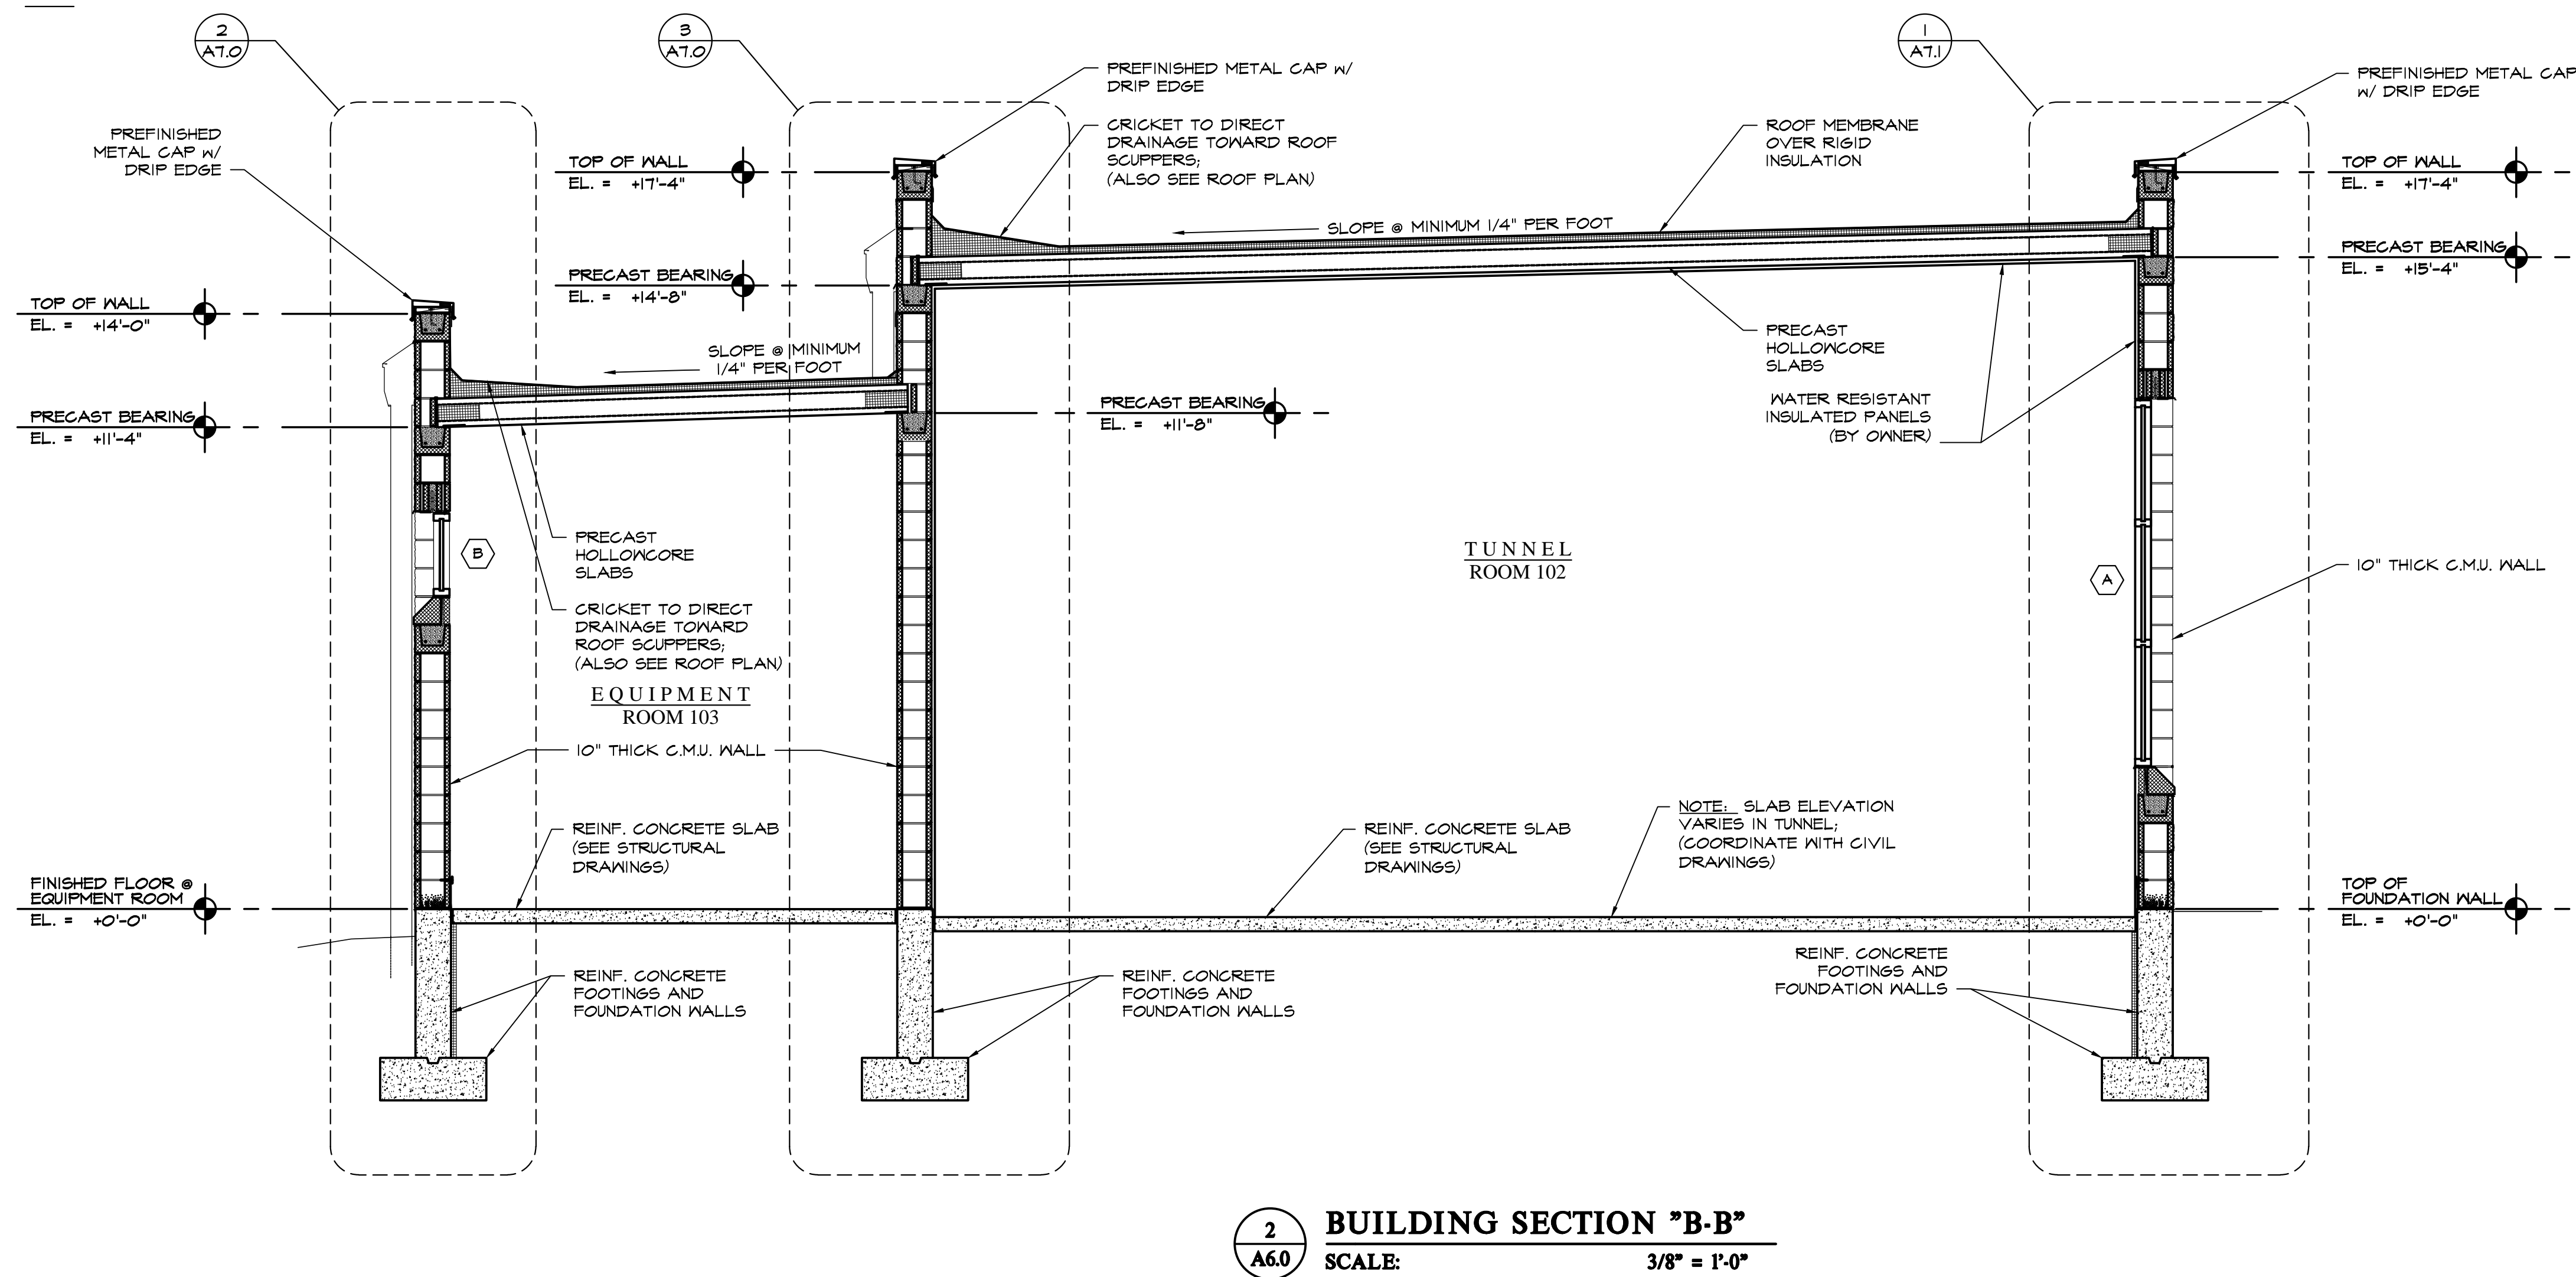 2
A7.0
3
A7.0
1
A7.1
PREFINISHED
METAL CAP w/
DRIP EDGE
PREFINISHED METAL CAP w/
DRIP EDGE
CRICKET TO DIRECT
DRAINAGE TOWARD ROOF
SCUPPERS;
(ALSO SEE ROOF PLAN)
ROOF MEMBRANE
OVER RIGID
INSULATION
PREFINISHED METAL CAP
w/ DRIP EDGE
TOP OF WALL
EL. = +17'-4"
TOP OF WALL
EL. = +17'-4"
SLOPE @ MINIMUM 1/4" PER FOOT
PRECAST BEARING
EL. = +14'-8"
PRECAST BEARING
EL. = +15'-4"
TOP OF WALL
EL. = +14'-0"
SLOPE @ MINIMUM
1/4" PER FOOT
PRECAST
HOLLOWCORE
SLABS
WATER RESISTANT
INSULATED PANELS
(BY OWNER)
PRECAST BEARING
EL. = +11'-4"
PRECAST BEARING
EL. = +11'-8"
B
PRECAST
HOLLOWCORE
SLABS
CRICKET TO DIRECT
DRAINAGE TOWARD
ROOF SCUPPERS;
(ALSO SEE ROOF PLAN)
TUNNEL
ROOM 102
A
10" THICK C.M.U. WALL
EQUIPMENT
ROOM 103
10" THICK C.M.U. WALL
REINF. CONCRETE SLAB
(SEE STRUCTURAL
DRAWINGS)
REINF. CONCRETE SLAB
(SEE STRUCTURAL
DRAWINGS)
NOTE: SLAB ELEVATION
VARIES IN TUNNEL;
(COORDINATE WITH CIVIL
DRAWINGS)
FINISHED FLOOR @
EQUIPMENT ROOM
EL. = +0'-0"
TOP OF
FOUNDATION WALL
EL. = +0'-0"
REINF. CONCRETE
FOOTINGS AND
FOUNDATION WALLS
REINF. CONCRETE
FOOTINGS AND
FOUNDATION WALLS
REINF. CONCRETE
FOOTINGS AND
FOUNDATION WALLS
2
A6.0
BUILDING SECTION "B-B"
SCALE: 3/8" = 1'-0"